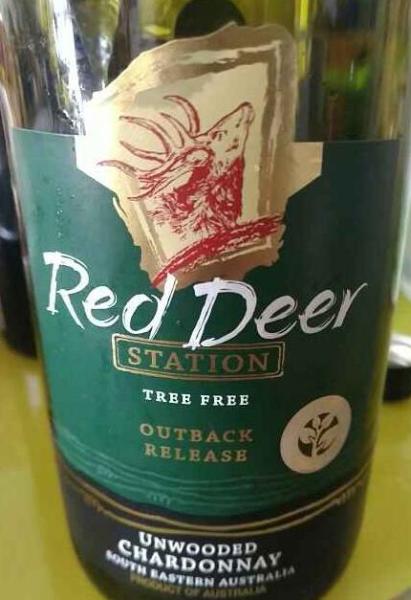 Red Deer
STATION
TREE FREE
OUTBACK
RELEASE
UNWOODED
CHARDONNAY
SOUTH EASTERN AUSTRALIA
PRODUCT OF AUSTRALIA